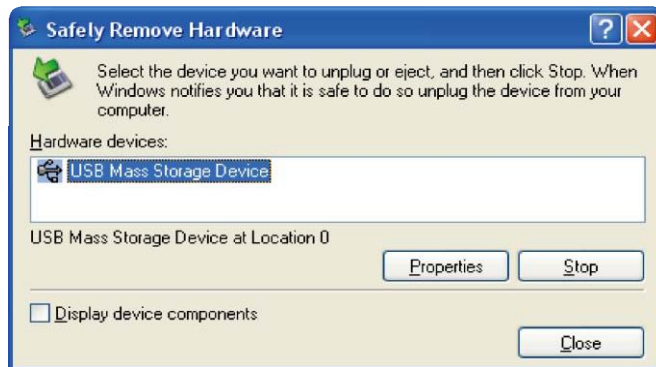 Safely Remove Hardware
Select the device you want to unplug or eject, and then click Stop. When
Windows notifies you that it is safe to do so unplug the device from your
computer.
Hardware devices:
USB Mass Storage Device
USB Mass Storage Device at Location 0
Properties Stop
Display device components
Close